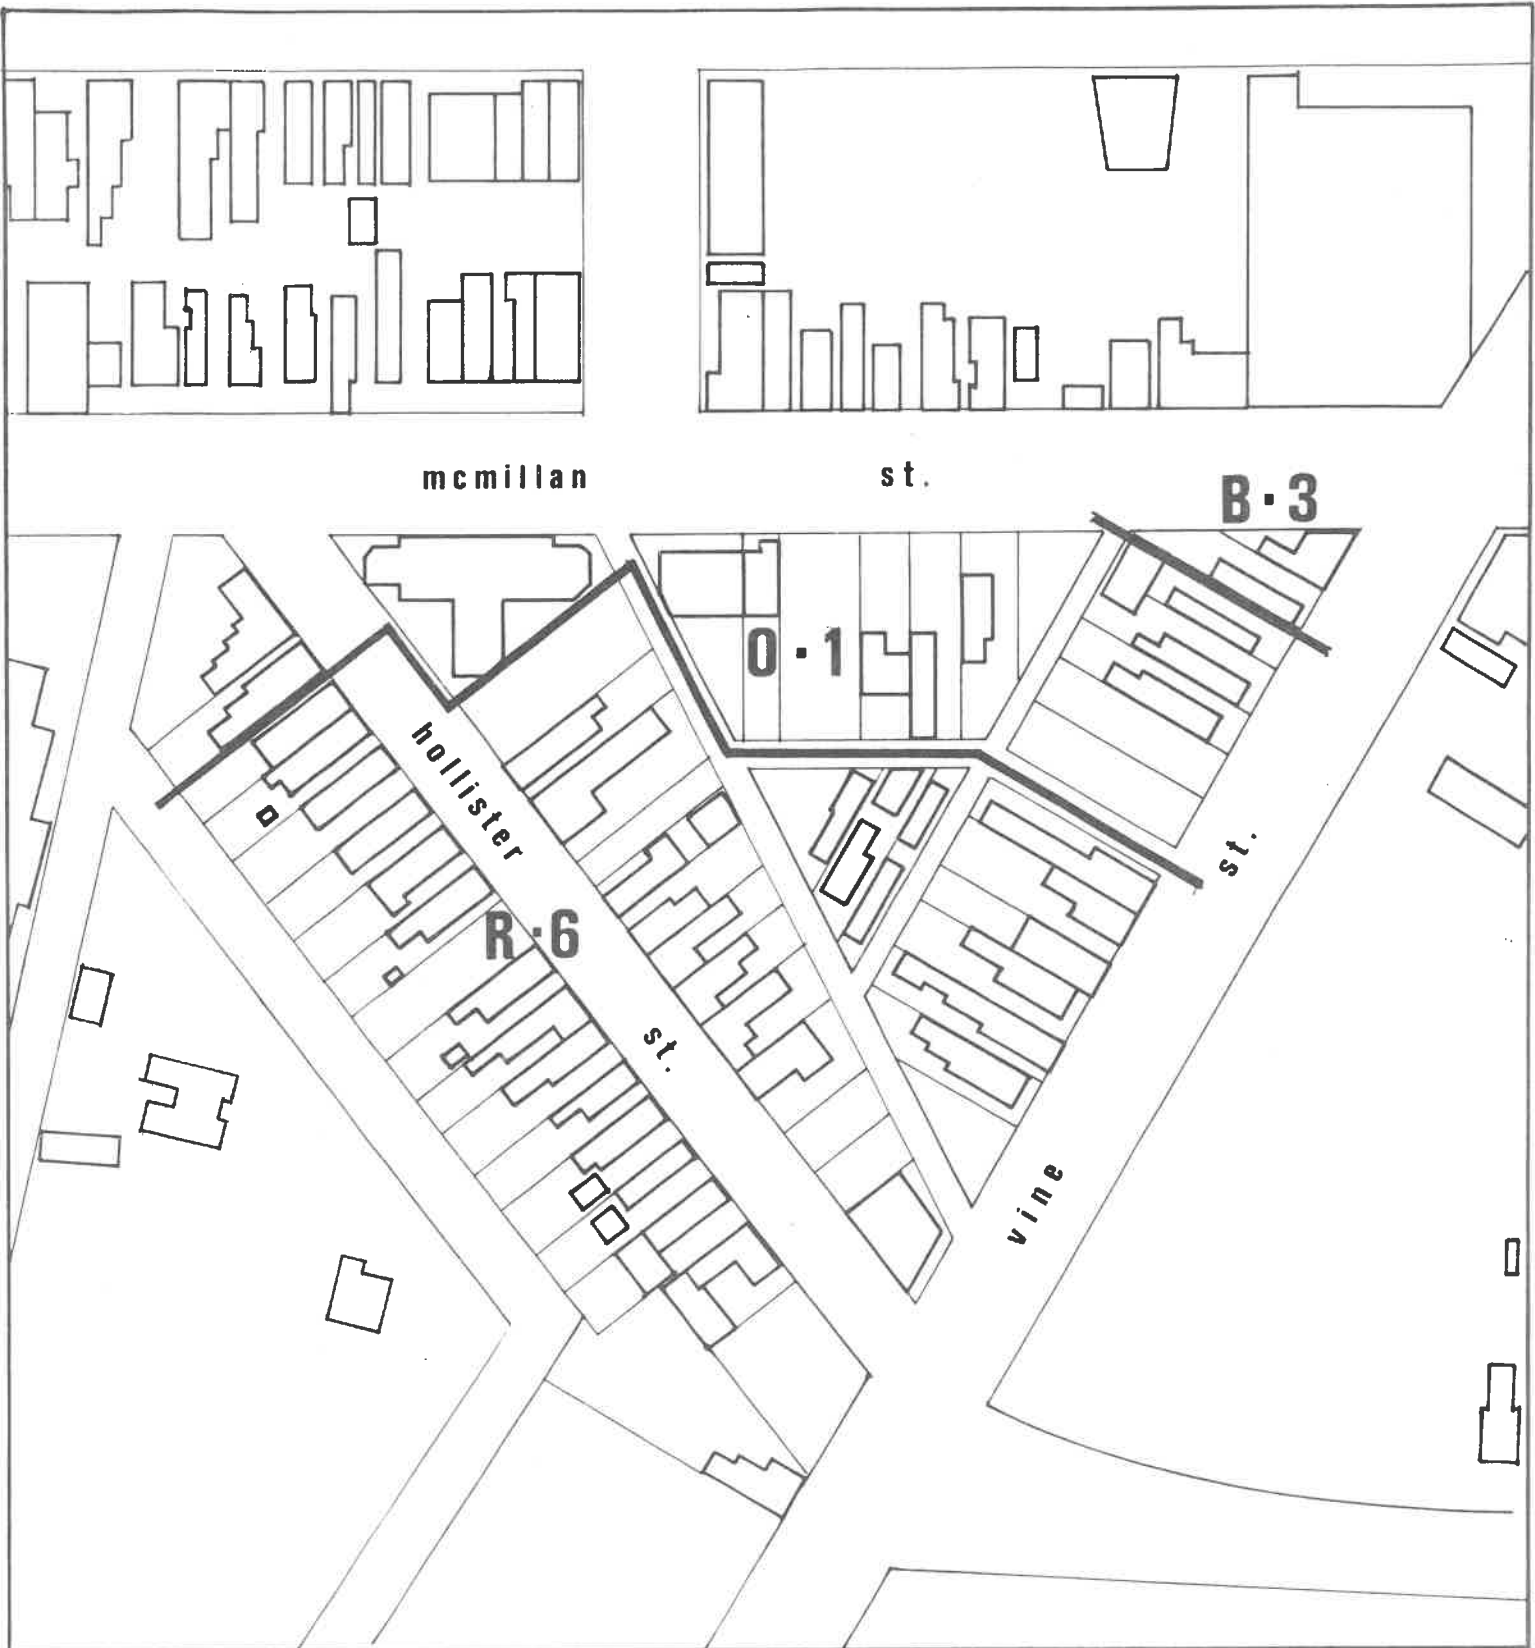 mcmillan st.
B·3
O·1
hollister st.
R·6
vine st.